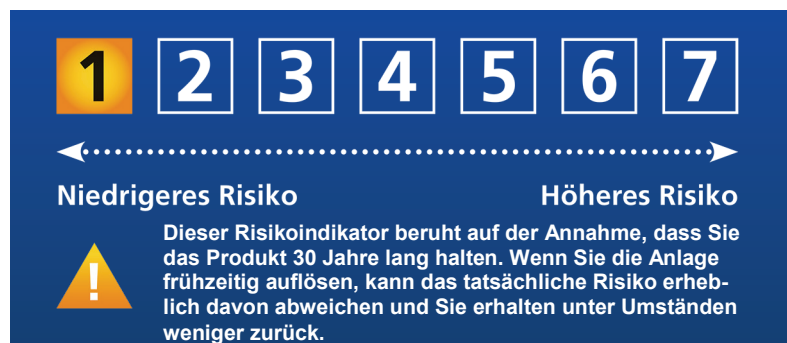 1 2 3 4 5 6 7
Niedrigeres Risiko Höheres Risiko
Dieser Risikoindikator beruht auf der Annahme, dass Sie
das Produkt 30 Jahre lang halten. Wenn Sie die Anlage
frühzeitig auflösen, kann das tatsächliche Risiko erheb-
lich davon abweichen und Sie erhalten unter Umständen
weniger zurück.